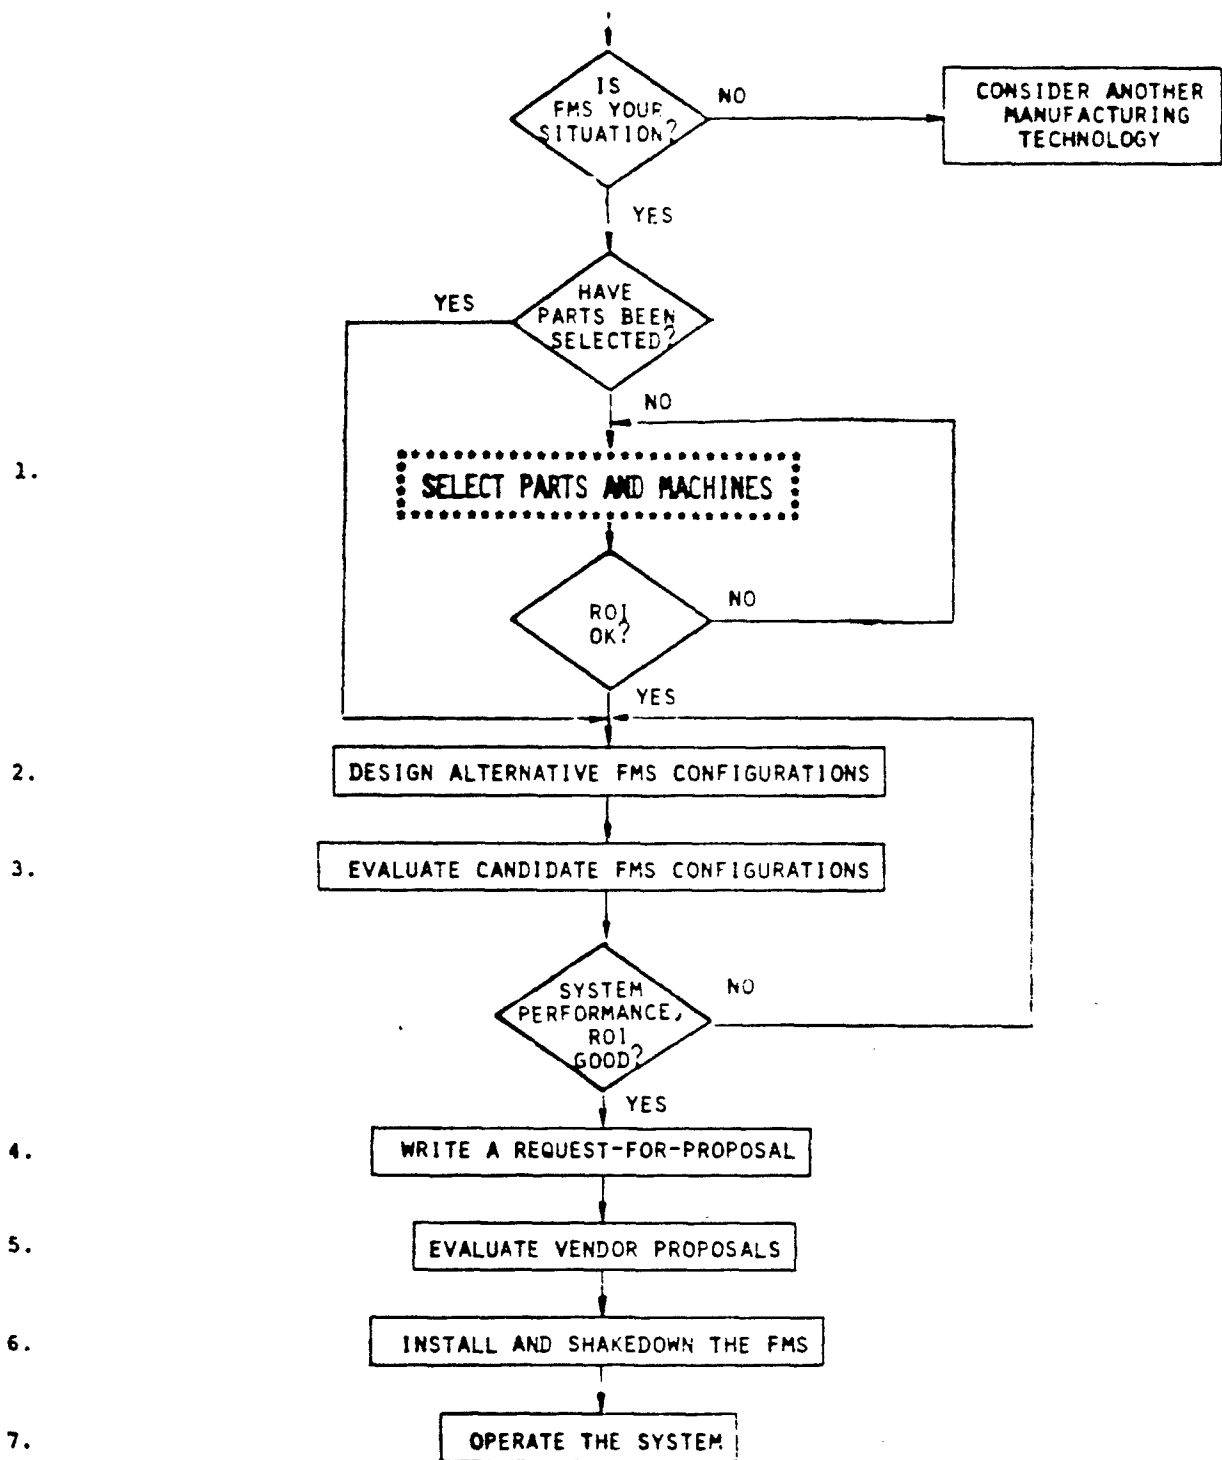 IS
FMS YOUR
SITUATION?
NO
CONSIDER ANOTHER
MANUFACTURING
TECHNOLOGY
YES
HAVE
PARTS BEEN
SELECTED?
YES
NO
1.
SELECT PARTS AND MACHINES
ROI
OK?
NO
YES
2.
DESIGN ALTERNATIVE FMS CONFIGURATIONS
3.
EVALUATE CANDIDATE FMS CONFIGURATIONS
SYSTEM
PERFORMANCE,
ROI
GOOD?
NO
YES
4.
WRITE A REQUEST-FOR-PROPOSAL
5.
EVALUATE VENDOR PROPOSALS
6.
INSTALL AND SHAKEDOWN THE FMS
7.
OPERATE THE SYSTEM